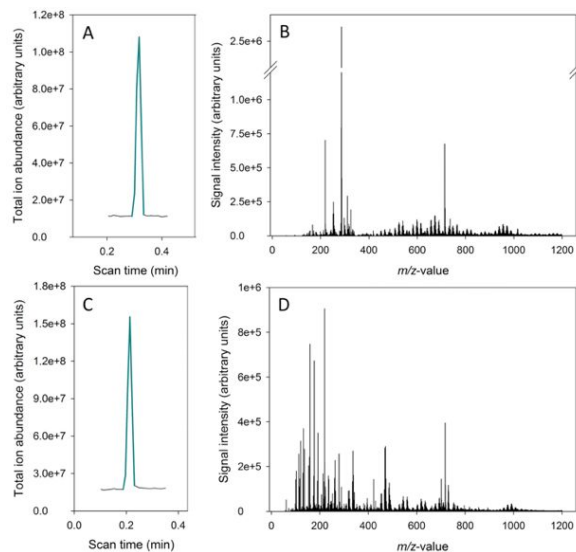 A
Total ion abundance (arbitrary units)
1.2e+8
1.0e+8
8.0e+7
6.0e+7
4.0e+7
2.0e+7
0.0
0.2
0.4
Scan time (min)
B
Signal intensity (arbitrary units)
2.5e+6
1.0e+6
7.5e+5
5.0e+5
2.5e+5
0.0
0 200 400 600 800 1000 1200
m/z-value
C
Total ion abundance (arbitrary units)
1.8e+8
1.5e+8
1.2e+8
9.0e+7
6.0e+7
3.0e+7
0.0
0 0.2 0.4
Scan time (min)
D
Signal intensity (arbitrary units)
1e+6
8e+5
6e+5
4e+5
2e+5
0
0 200 400 600 800 1000 1200
m/z-value